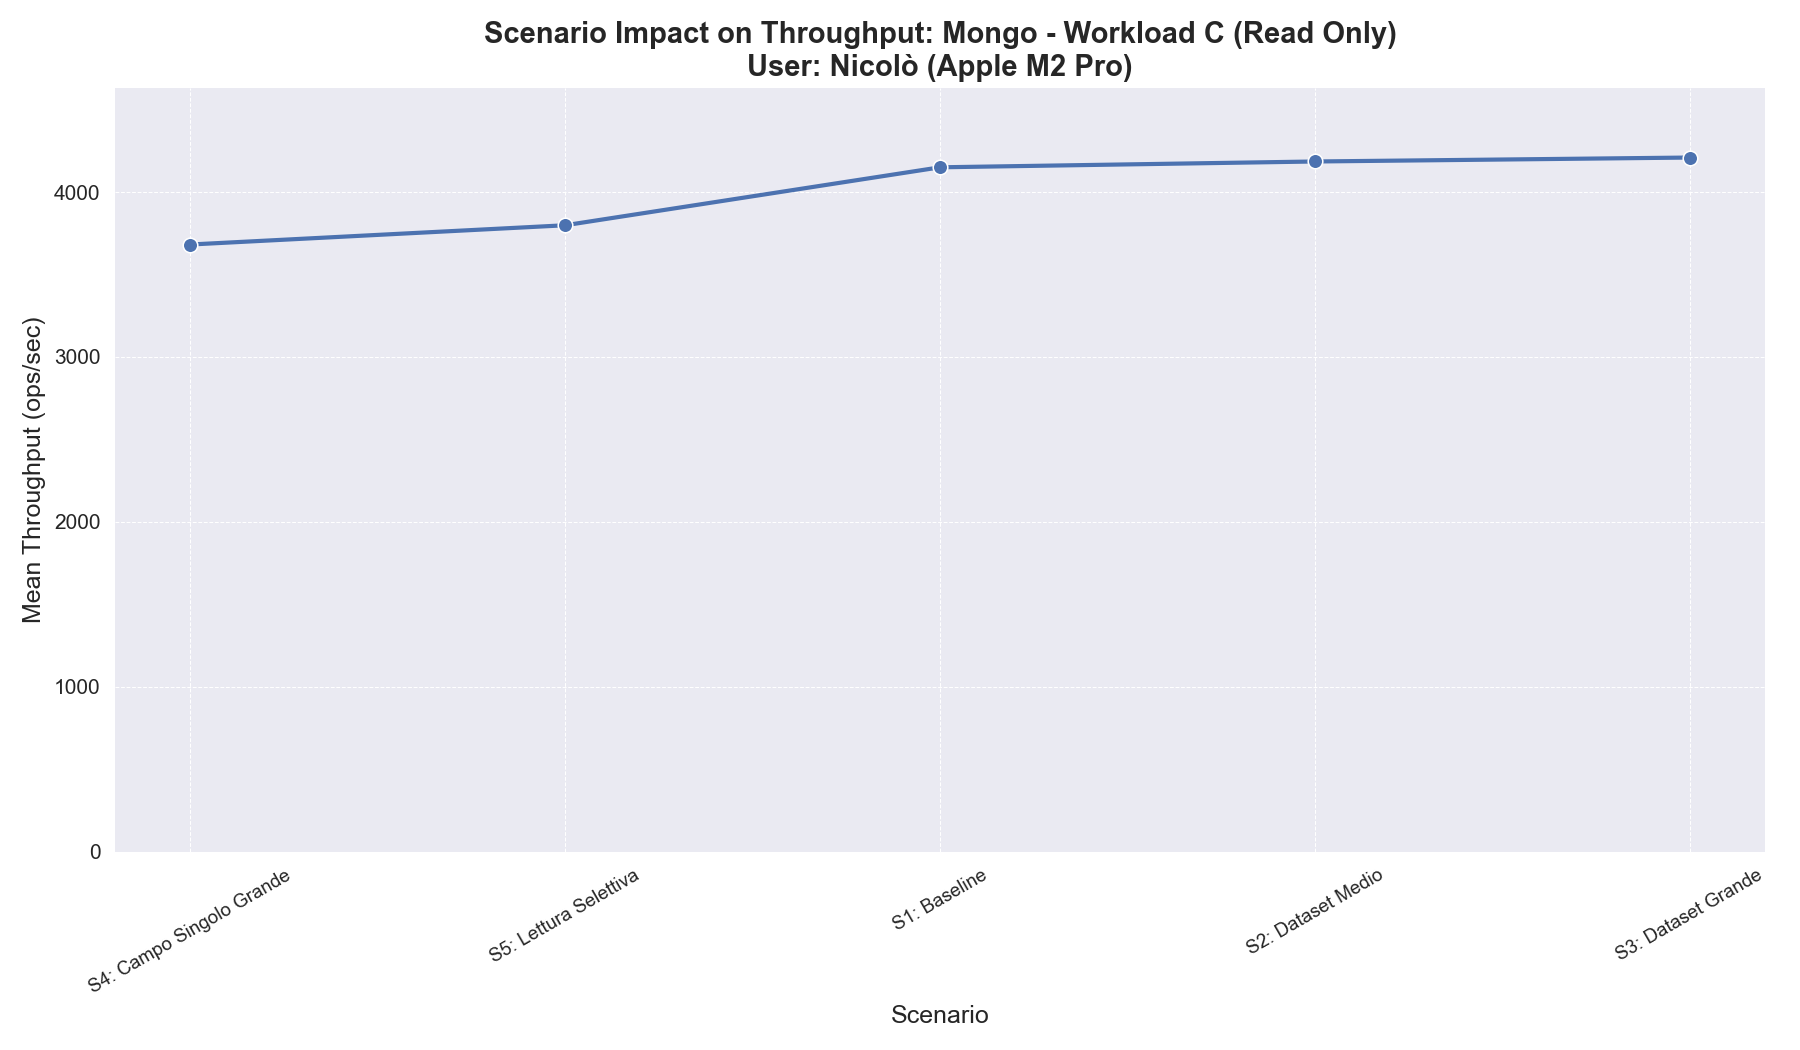 Scenario Impact on Throughput: Mongo - Workload C (Read Only)
User: Nicolò (Apple M2 Pro)
Mean Throughput (ops/sec)
4000
3000
2000
1000
0
S4: Campo Singolo Grande
S5: Lettura Selettiva
S1: Baseline
S2: Dataset Medio
S3: Dataset Grande
Scenario